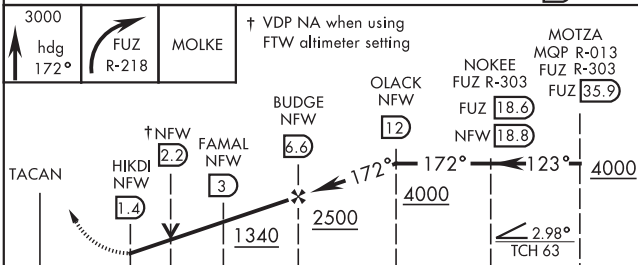 3000
hdg
172°
FUZ
R-218
MOLKE
† VDP NA when using
FTW altimeter setting
MOTZA
MQP R-013
FUZ R-303
FUZ 35.9
NOKEE
FUZ R-303
FUZ 18.6
NFW 18.8
OLACK
NFW
12
BUDGE
NFW
6.6
†NFW
2.2
FAMAL
NFW
3
HIKDI
NFW
1.4
TACAN
172°
172°
123°
4000
4000
2500
1340
2.98°
TCH 63